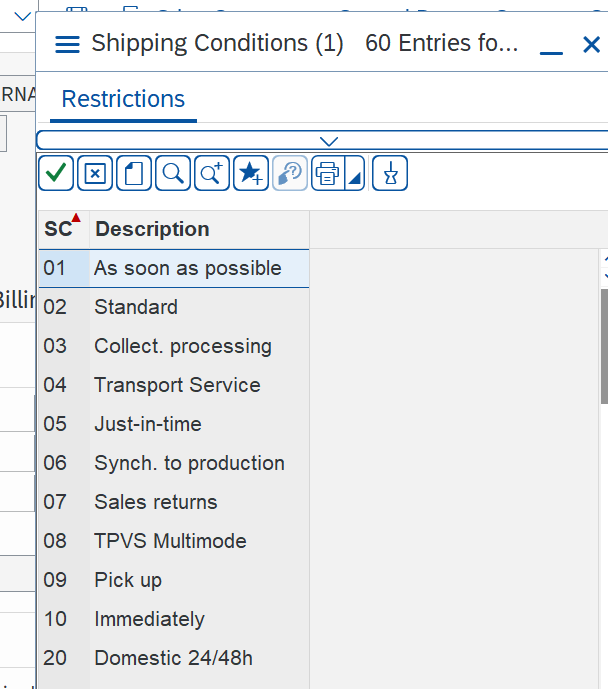 Shipping Conditions (1) 60 Entries fo...
RNA
Restrictions
SC Description
01 As soon as possible
Billin
02 Standard
03 Collect. processing
04 Transport Service
05 Just-in-time
06 Synch. to production
07 Sales returns
08 TPVS Multimode
09 Pick up
10 Immediately
20 Domestic 24/48h